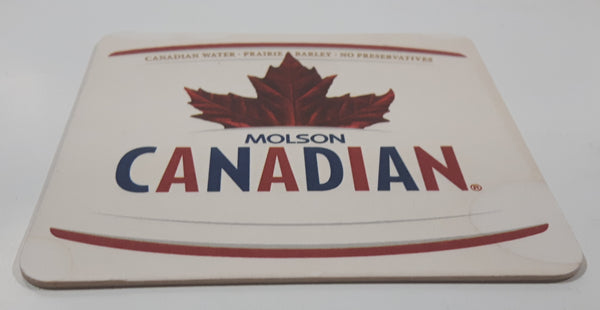 CANADIAN WATER · PRAIRIE BARLEY · NO PRESERVATIVES
MOLSON
CANADIAN®